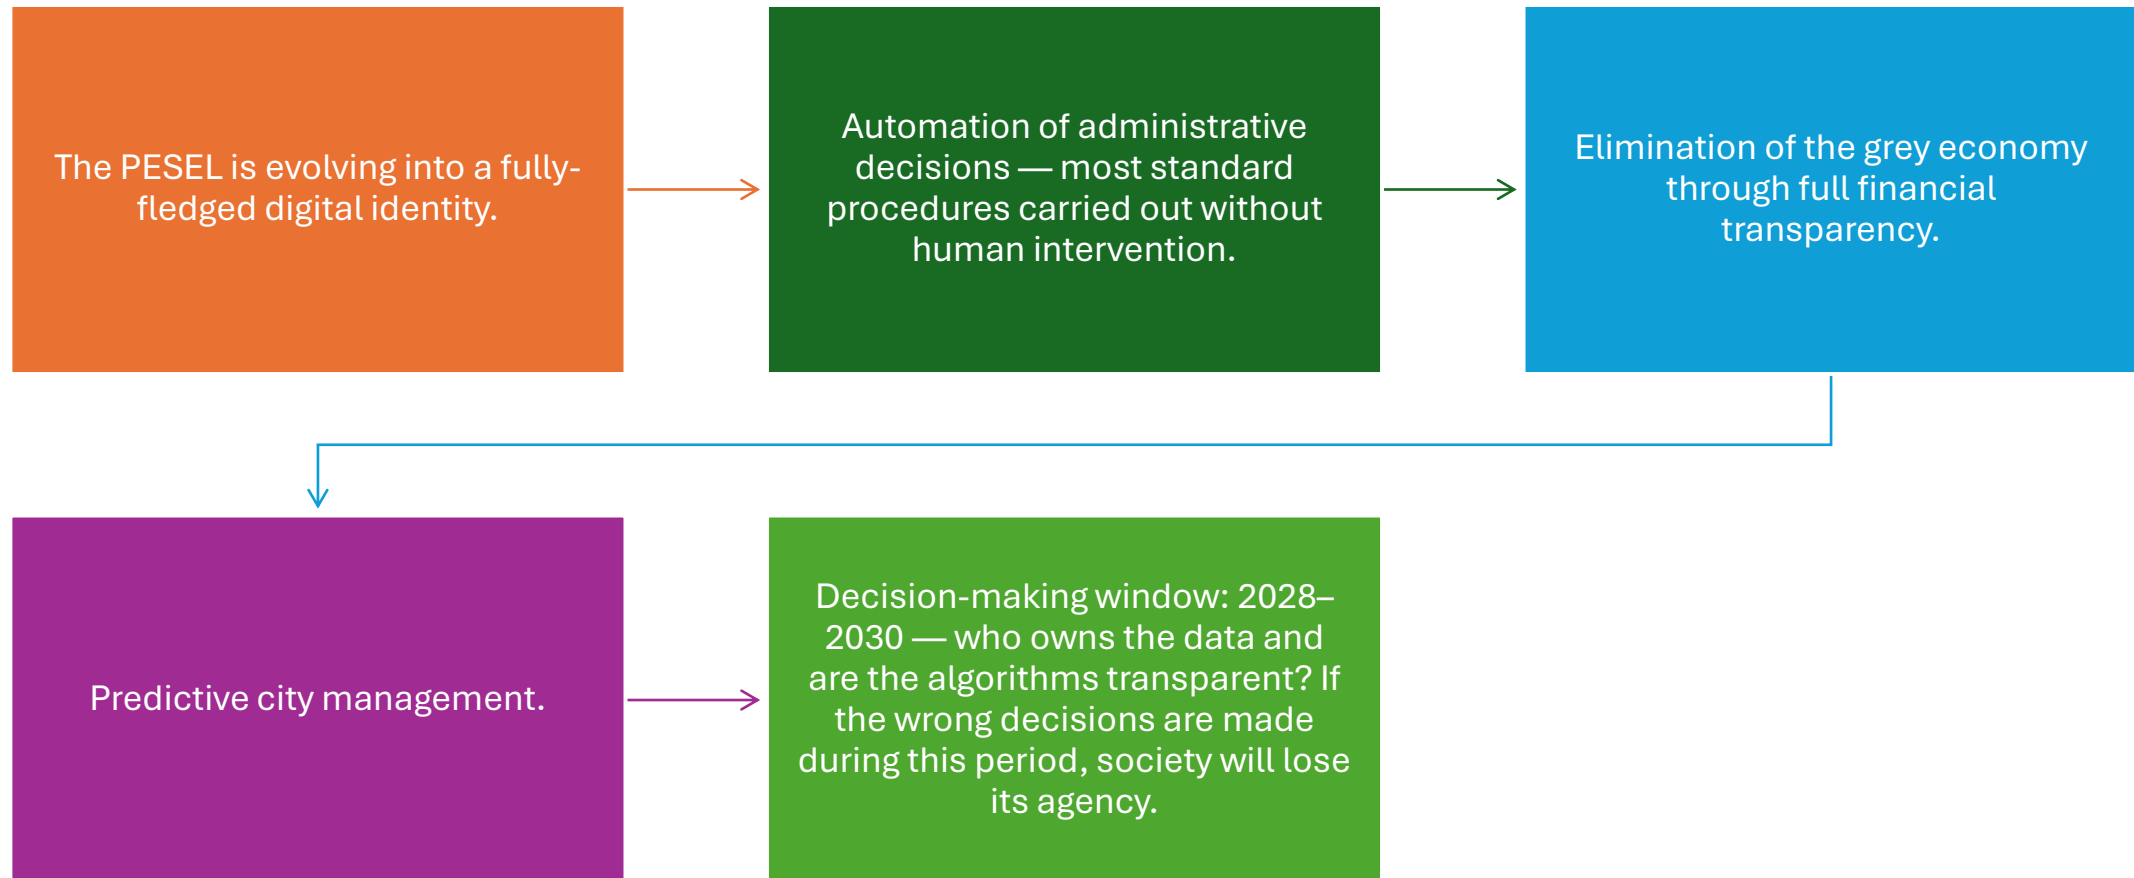 The PESEL is evolving into a fully-
fledged digital identity.
Automation of administrative
decisions — most standard
procedures carried out without
human intervention.
Elimination of the grey economy
through full financial
transparency.
Predictive city management.
Decision-making window: 2028–
2030 — who owns the data and
are the algorithms transparent? If
the wrong decisions are made
during this period, society will lose
its agency.